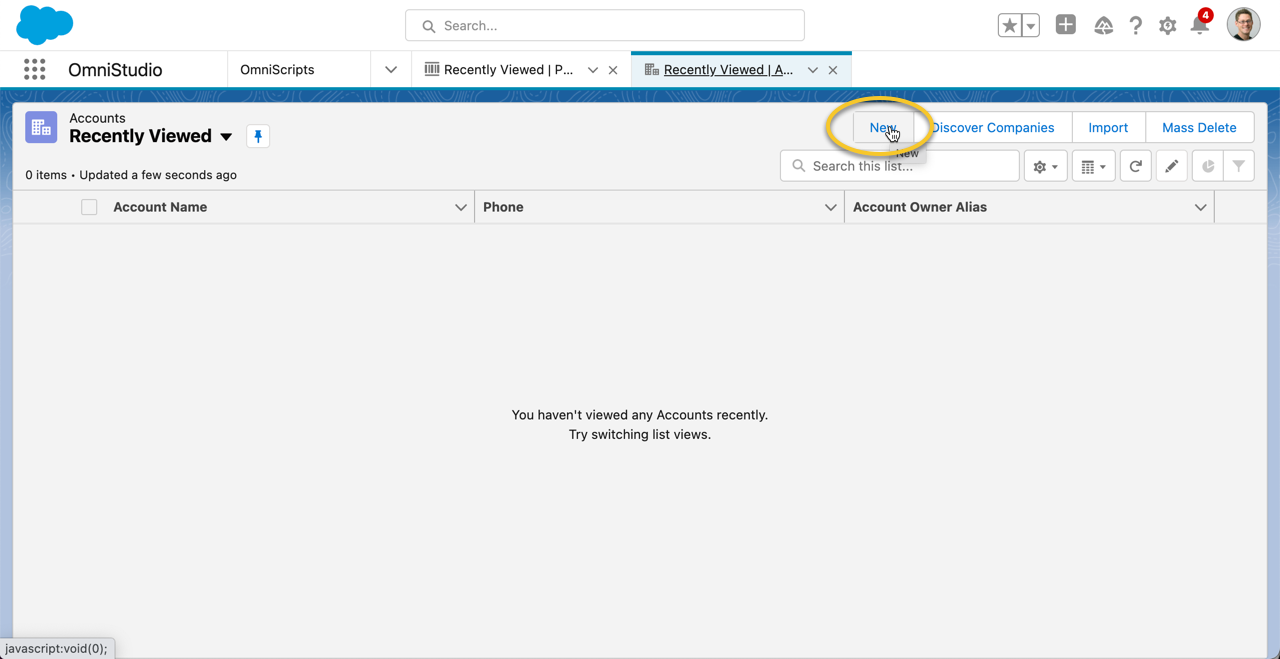 Search...
4
OmniStudio
OmniScripts
Recently Viewed | P...
Recently Viewed | A...
Accounts
Recently Viewed
New
Discover Companies
Import
Mass Delete
New
Search this list...
0 items • Updated a few seconds ago
Account Name
Phone
Account Owner Alias
You haven't viewed any Accounts recently.
Try switching list views.
javascript:void(0);